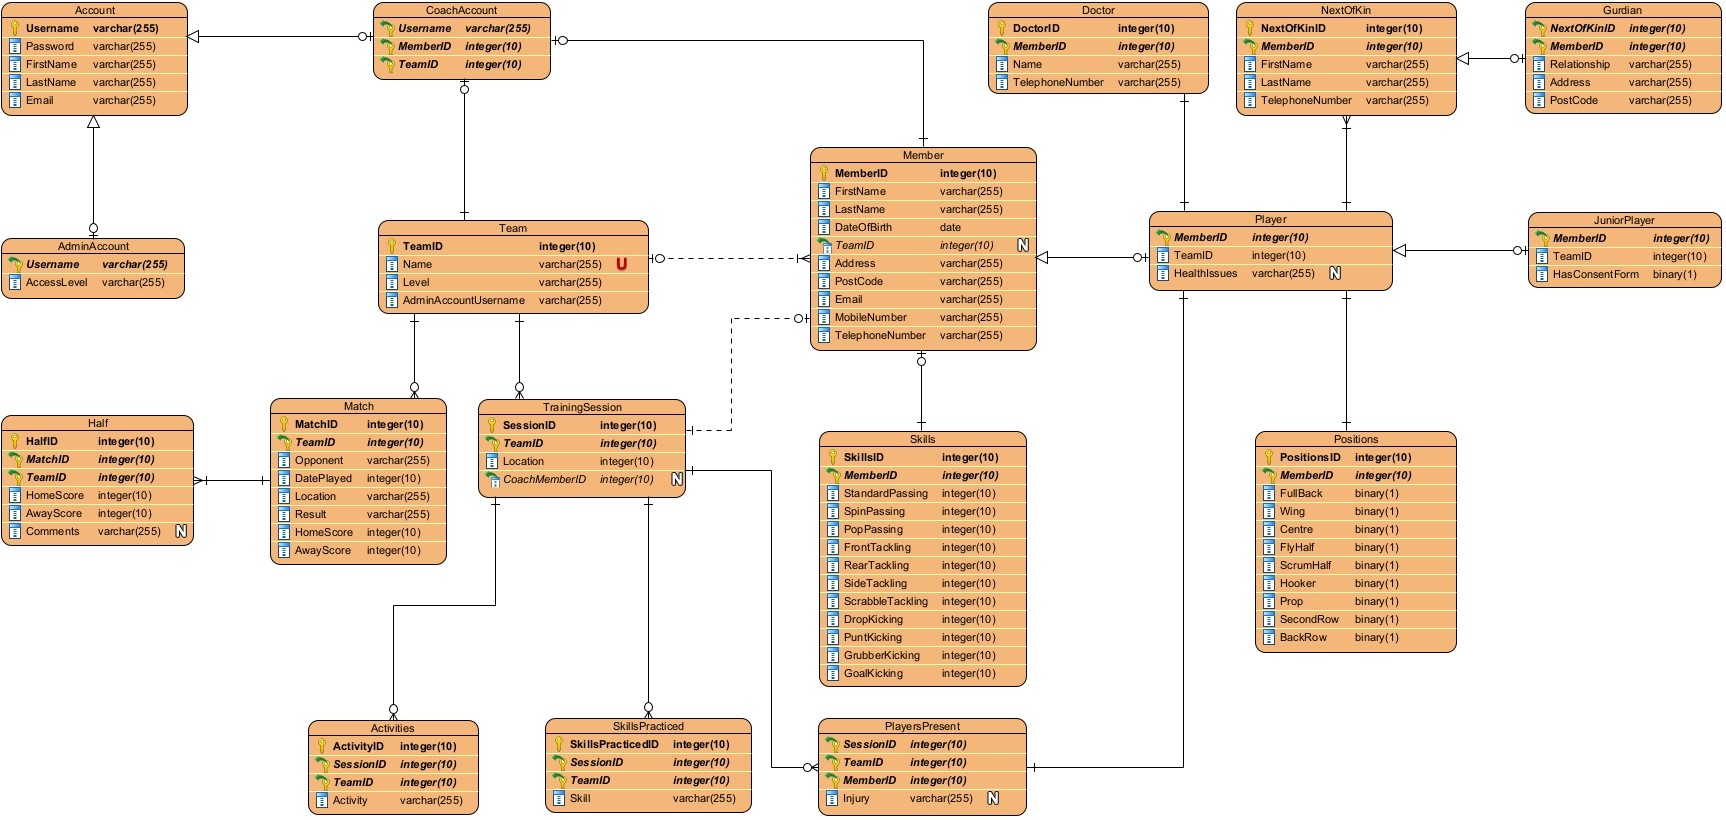 Account
Username varchar(255)
Password varchar(255)
FirstName varchar(255)
LastName varchar(255)
Email varchar(255)
CoachAccount
Username varchar(255)
MemberID integer(10)
TeamID integer(10)
Doctor
DoctorID integer(10)
MemberID integer(10)
Name varchar(255)
TelephoneNumber varchar(255)
NextOfKin
NextOfKinID integer(10)
MemberID integer(10)
FirstName varchar(255)
LastName varchar(255)
TelephoneNumber varchar(255)
Gurdian
NextOfKinID integer(10)
MemberID integer(10)
Relationship varchar(255)
Address varchar(255)
PostCode varchar(255)
AdminAccount
Username varchar(255)
AccessLevel varchar(255)
Team
TeamID integer(10)
Name varchar(255) U
Level varchar(255)
AdminAccountUsername varchar(255)
Member
MemberID integer(10)
FirstName varchar(255)
LastName varchar(255)
DateOfBirth date
TeamID integer(10) N
Address varchar(255)
PostCode varchar(255)
Email varchar(255)
MobileNumber varchar(255)
TelephoneNumber varchar(255)
Player
MemberID integer(10)
TeamID integer(10)
HealthIssues varchar(255) N
JuniorPlayer
MemberID integer(10)
TeamID integer(10)
HasConsentForm binary(1)
Half
HalfID integer(10)
MatchID integer(10)
TeamID integer(10)
HomeScore integer(10)
AwayScore integer(10)
Comments varchar(255) N
Match
MatchID integer(10)
TeamID integer(10)
Opponent varchar(255)
DatePlayed integer(10)
Location varchar(255)
Result varchar(255)
HomeScore integer(10)
AwayScore integer(10)
TrainingSession
SessionID integer(10)
TeamID integer(10)
Location integer(10)
CoachMemberID integer(10) N
Skills
SkillsID integer(10)
MemberID integer(10)
StandardPassing integer(10)
SpinPassing integer(10)
PopPassing integer(10)
FrontTackling integer(10)
RearTackling integer(10)
SideTackling integer(10)
ScrabbleTackling integer(10)
DropKicking integer(10)
PuntKicking integer(10)
GrubberKicking integer(10)
GoalKicking integer(10)
Positions
PositionsID integer(10)
MemberID integer(10)
FullBack binary(1)
Wing binary(1)
Centre binary(1)
FlyHalf binary(1)
ScrumHalf binary(1)
Hooker binary(1)
Prop binary(1)
SecondRow binary(1)
BackRow binary(1)
Activities
ActivityID integer(10)
SessionID integer(10)
TeamID integer(10)
Activity varchar(255)
SkillsPracticed
SkillsPracticedID integer(10)
SessionID integer(10)
TeamID integer(10)
Skill varchar(255)
PlayersPresent
SessionID integer(10)
TeamID integer(10)
MemberID integer(10)
Injury varchar(255) N